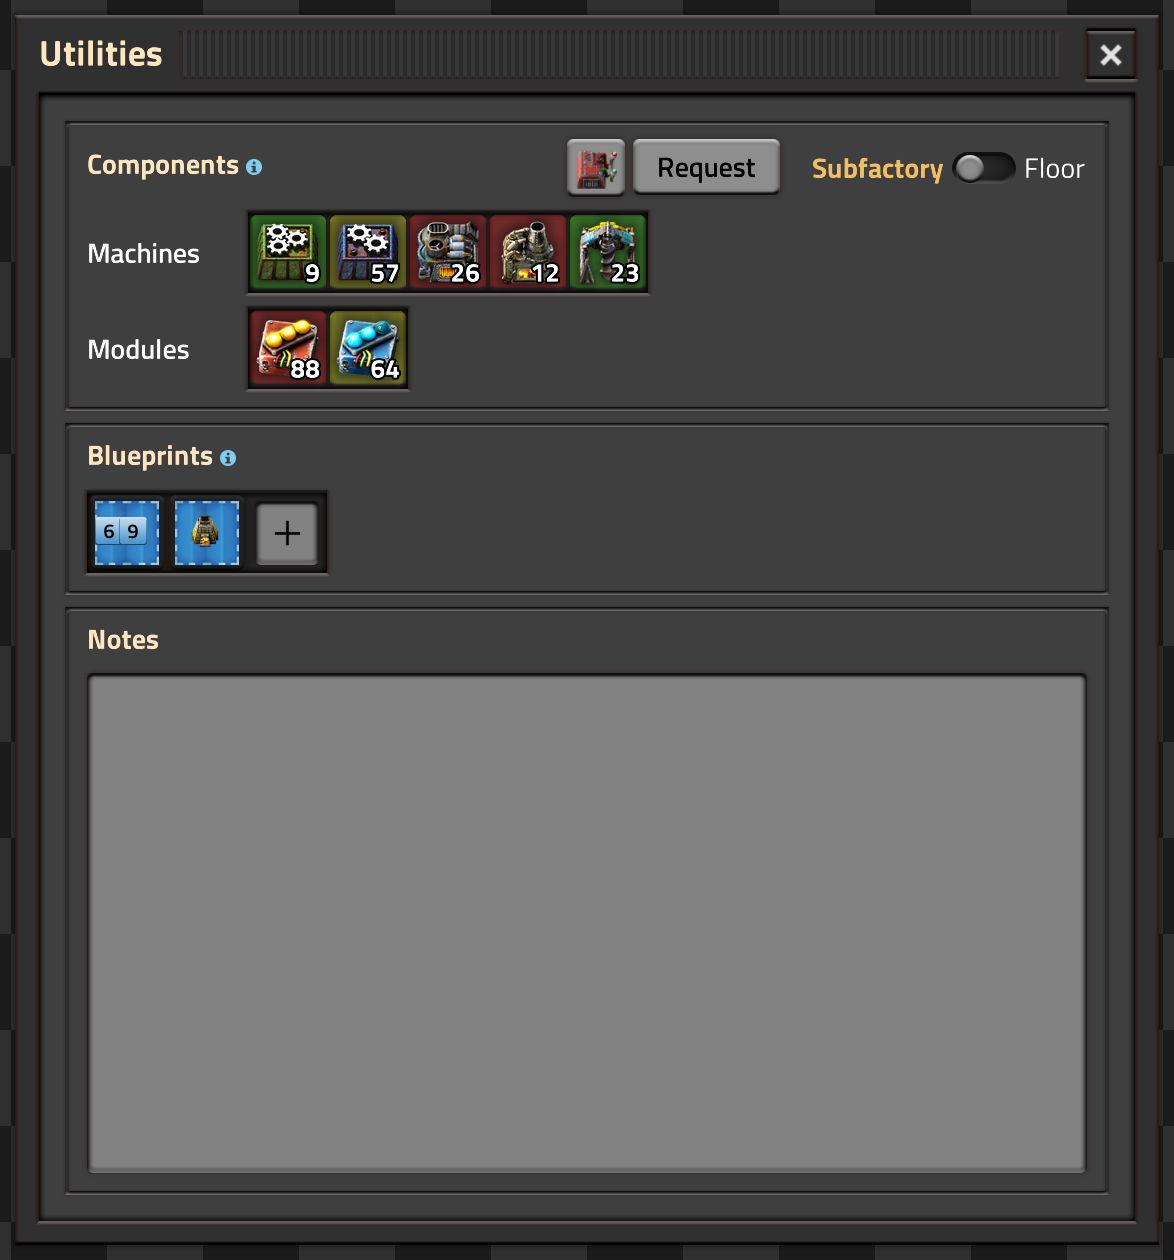 Utilities
Components
Request
Subfactory Floor
Machines
9 57 26 12 23
Modules
88 64
Blueprints
6 9
Notes